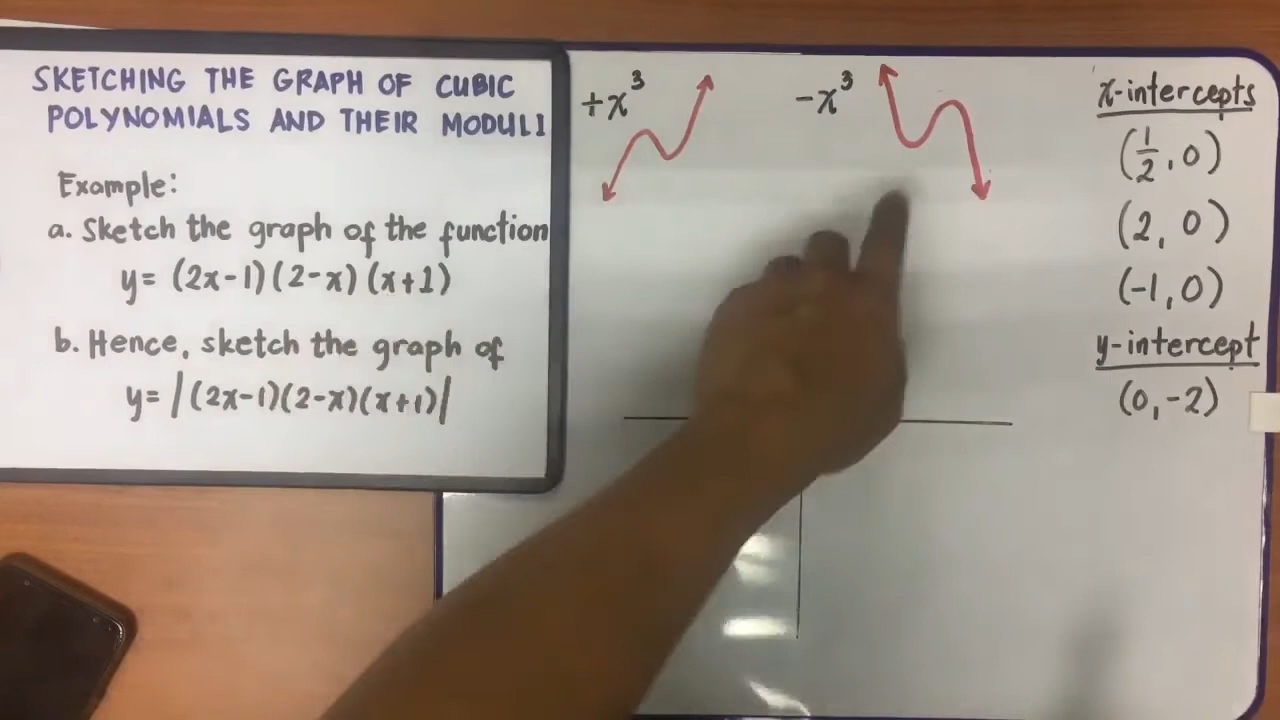 SKETCHING THE GRAPH OF CUBIC
POLYNOMIALS AND THEIR MODULI
Example:
a. Sketch the graph of the function
y= (2x-1)(2-x)(x+1)
b. Hence, sketch the graph of
y= |(2x-1)(2-x)(x+1)|
+x³
-x³
x-intercepts
(1/2, 0)
(2, 0)
(-1, 0)
y-intercept
(0, -2)